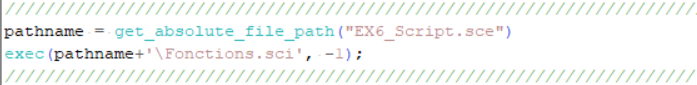 ////////////////////////////////////////////////////////////////////////////////
pathname = get_absolute_file_path("EX6_Script.sce")
exec(pathname+'\Fonctions.sci', -1);
////////////////////////////////////////////////////////////////////////////////